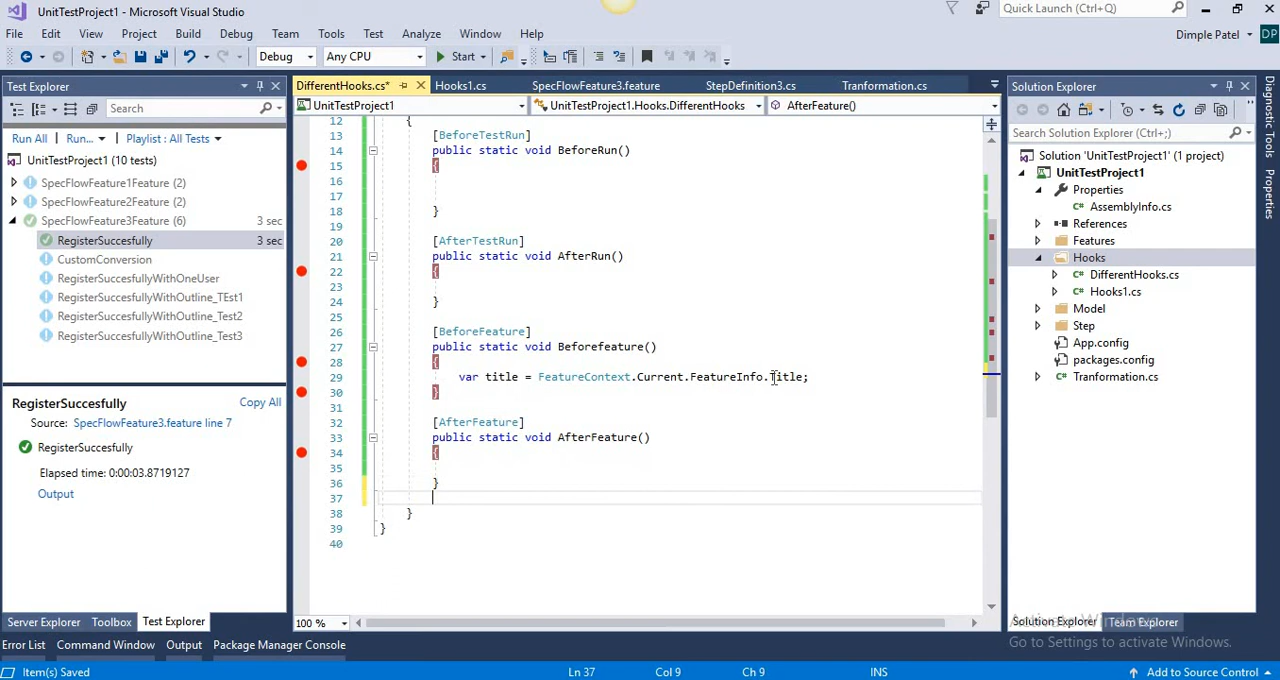 UnitTestProject1 - Microsoft Visual Studio
Quick Launch (Ctrl+Q)
File Edit View Project Build Debug Team Tools Test Analyze Window Help
Dimple Patel DP
Debug Any CPU Start
Test Explorer
Search
Run All Run... Playlist : All Tests
UnitTestProject1 (10 tests)
SpecFlowFeature1Feature (2)
SpecFlowFeature2Feature (2)
SpecFlowFeature3Feature (6) 3 sec
RegisterSuccesfully 3 sec
CustomConversion
RegisterSuccesfullyWithOneUser
RegisterSuccesfullyWithOutline_TEst1
RegisterSuccesfullyWithOutline_Test2
RegisterSuccesfullyWithOutline_Test3
RegisterSuccesfully
Copy All
Source: SpecFlowFeature3.feature line 7
RegisterSuccesfully
Elapsed time: 0:00:03.8719127
Output
DifferentHooks.cs* Hooks1.cs SpecFlowFeature3.feature StepDefinition3.cs Tranformation.cs
UnitTestProject1 UnitTestProject1.Hooks.DifferentHooks AfterFeature()
12 {
13 [BeforeTestRun]
14 public static void BeforeRun()
15 {
16
17
18 }
19
20 [AfterTestRun]
21 public static void AfterRun()
22 {
23
24 }
25
26 [BeforeFeature]
27 public static void Beforefeature()
28 {
29 var title = FeatureContext.Current.FeatureInfo.Title;
30 }
31
32 [AfterFeature]
33 public static void AfterFeature()
34 {
35
36 }
37
38 }
39 }
40
100 %
Solution Explorer
Search Solution Explorer (Ctrl+;)
Solution 'UnitTestProject1' (1 project)
UnitTestProject1
Properties
AssemblyInfo.cs
References
Features
Hooks
DifferentHooks.cs
Hooks1.cs
Model
Step
App.config
packages.config
Tranformation.cs
Diagnostic Tools
Properties
Server Explorer Toolbox Test Explorer
Solution Explorer Team Explorer
Activate Windows
Go to Settings to activate Windows.
Error List Command Window Output Package Manager Console
Item(s) Saved Ln 37 Col 9 Ch 9 INS Add to Source Control